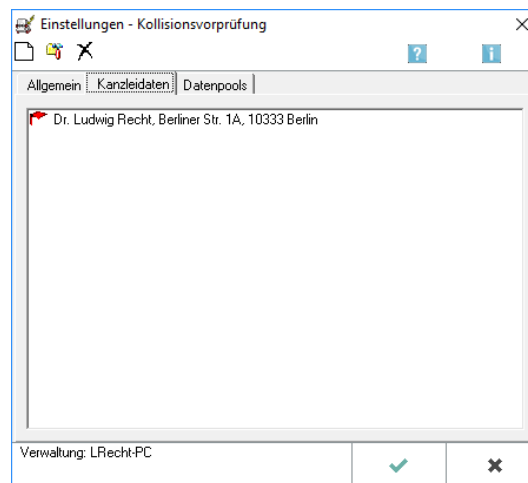 Einstellungen - Kollisionsvorprüfung
Allgemein Kanzleidaten Datenpools
Dr. Ludwig Recht, Berliner Str. 1A, 10333 Berlin
Verwaltung: LRecht-PC